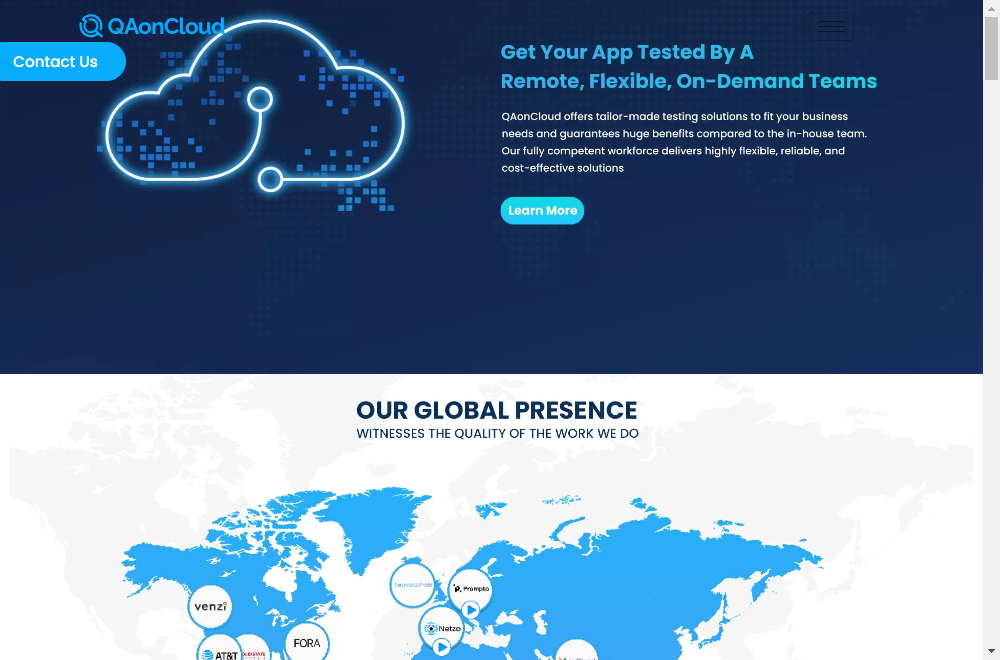 QAonCloud
Contact Us
Get Your App Tested By A
Remote, Flexible, On-Demand Teams
QAonCloud offers tailor-made testing solutions to fit your business
needs and guarantees huge benefits compared to the in-house team.
Our fully competent workforce delivers highly flexible, reliable, and
cost-effective solutions
Learn More
OUR GLOBAL PRESENCE
WITNESSES THE QUALITY OF THE WORK WE DO
Prompto
venzi
Netzo
FORA
AT&T